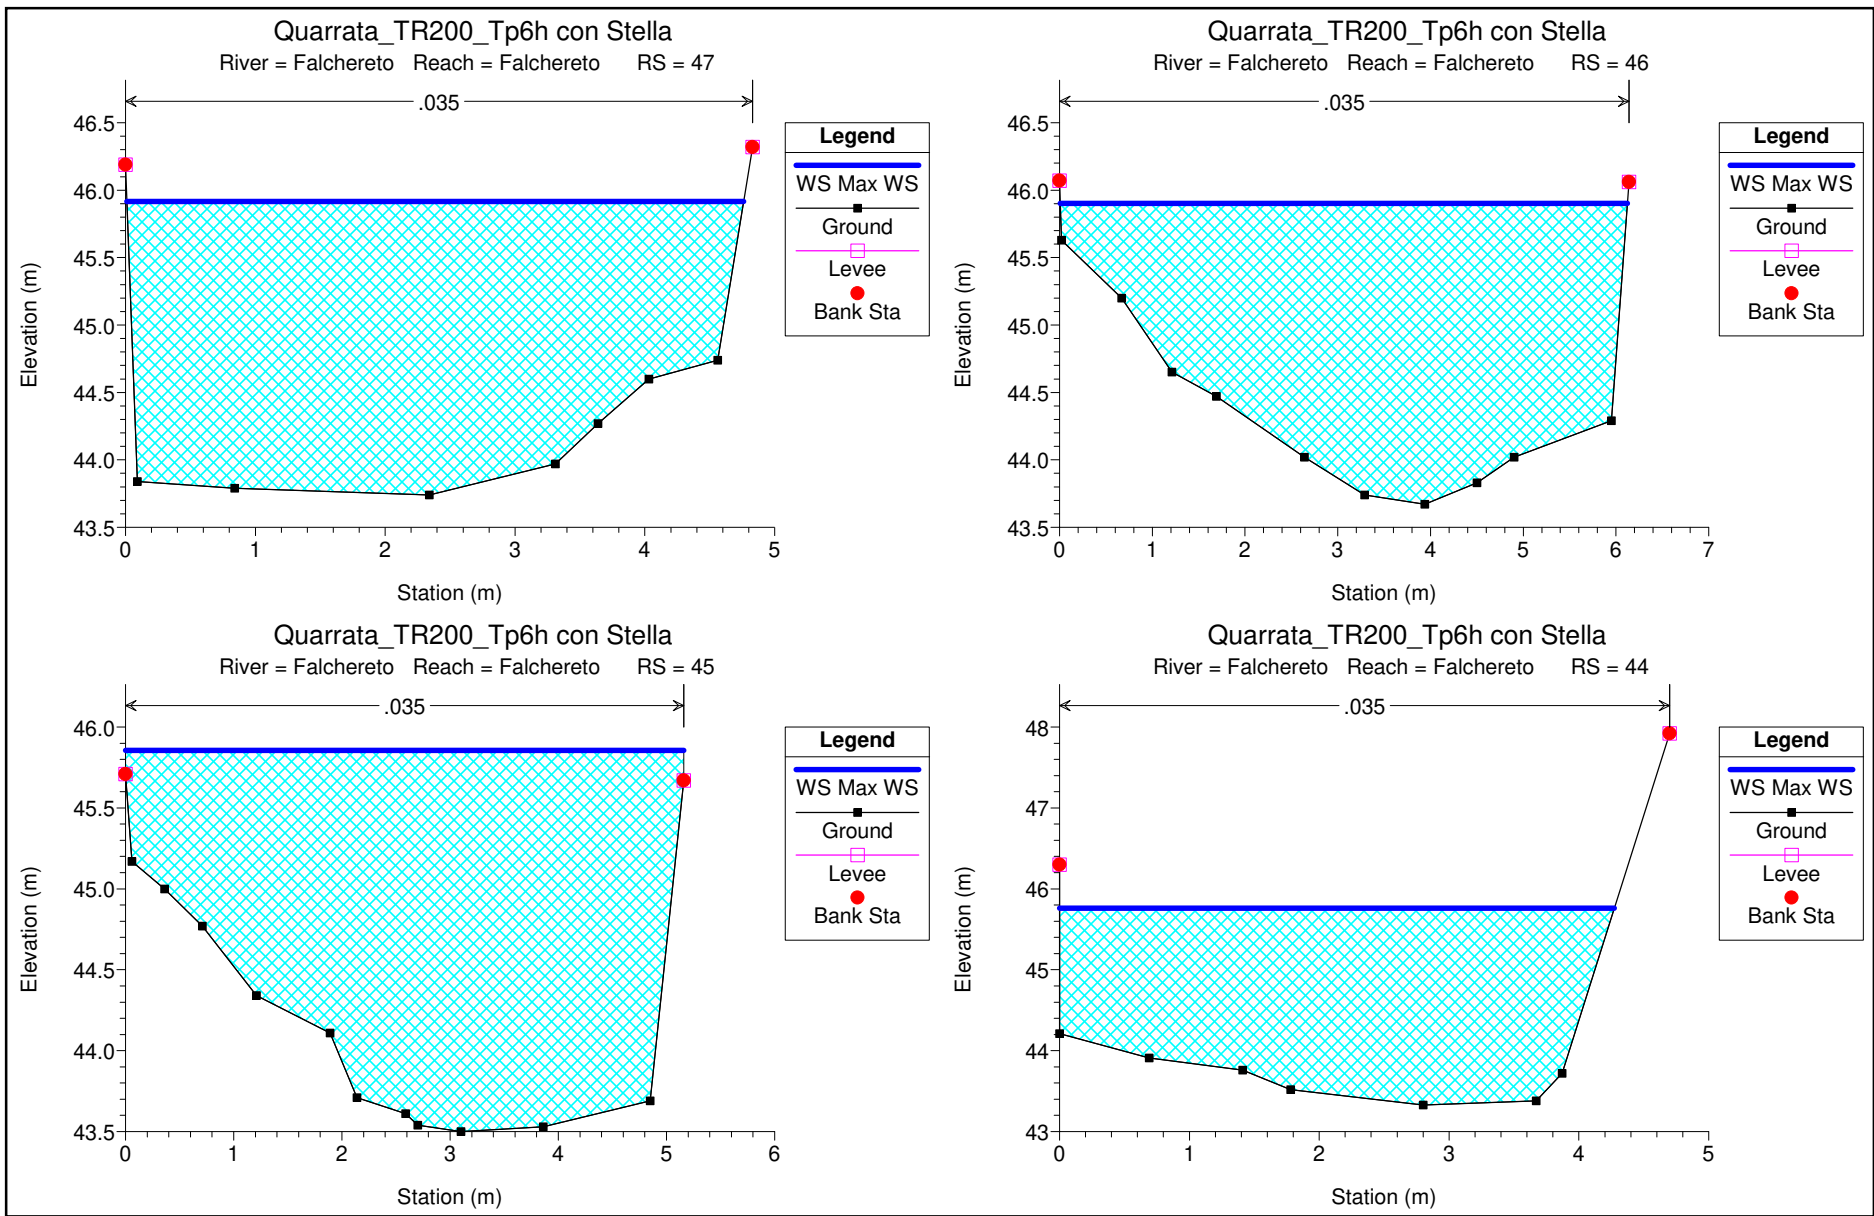 Quarrata_TR200_Tp6h con Stella
River = Falchereto Reach = Falchereto RS = 47
.035
46.5
46.0
45.5
45.0
44.5
44.0
43.5
0 1 2 3 4 5
Elevation (m)
Station (m)
Legend
WS Max WS
Ground
Levee
Bank Sta
Quarrata_TR200_Tp6h con Stella
River = Falchereto Reach = Falchereto RS = 46
.035
46.5
46.0
45.5
45.0
44.5
44.0
43.5
0 1 2 3 4 5 6 7
Elevation (m)
Station (m)
Legend
WS Max WS
Ground
Levee
Bank Sta
Quarrata_TR200_Tp6h con Stella
River = Falchereto Reach = Falchereto RS = 45
.035
46.0
45.5
45.0
44.5
44.0
43.5
0 1 2 3 4 5 6
Elevation (m)
Station (m)
Legend
WS Max WS
Ground
Levee
Bank Sta
Quarrata_TR200_Tp6h con Stella
River = Falchereto Reach = Falchereto RS = 44
.035
48
47
46
45
44
43
0 1 2 3 4 5
Elevation (m)
Station (m)
Legend
WS Max WS
Ground
Levee
Bank Sta